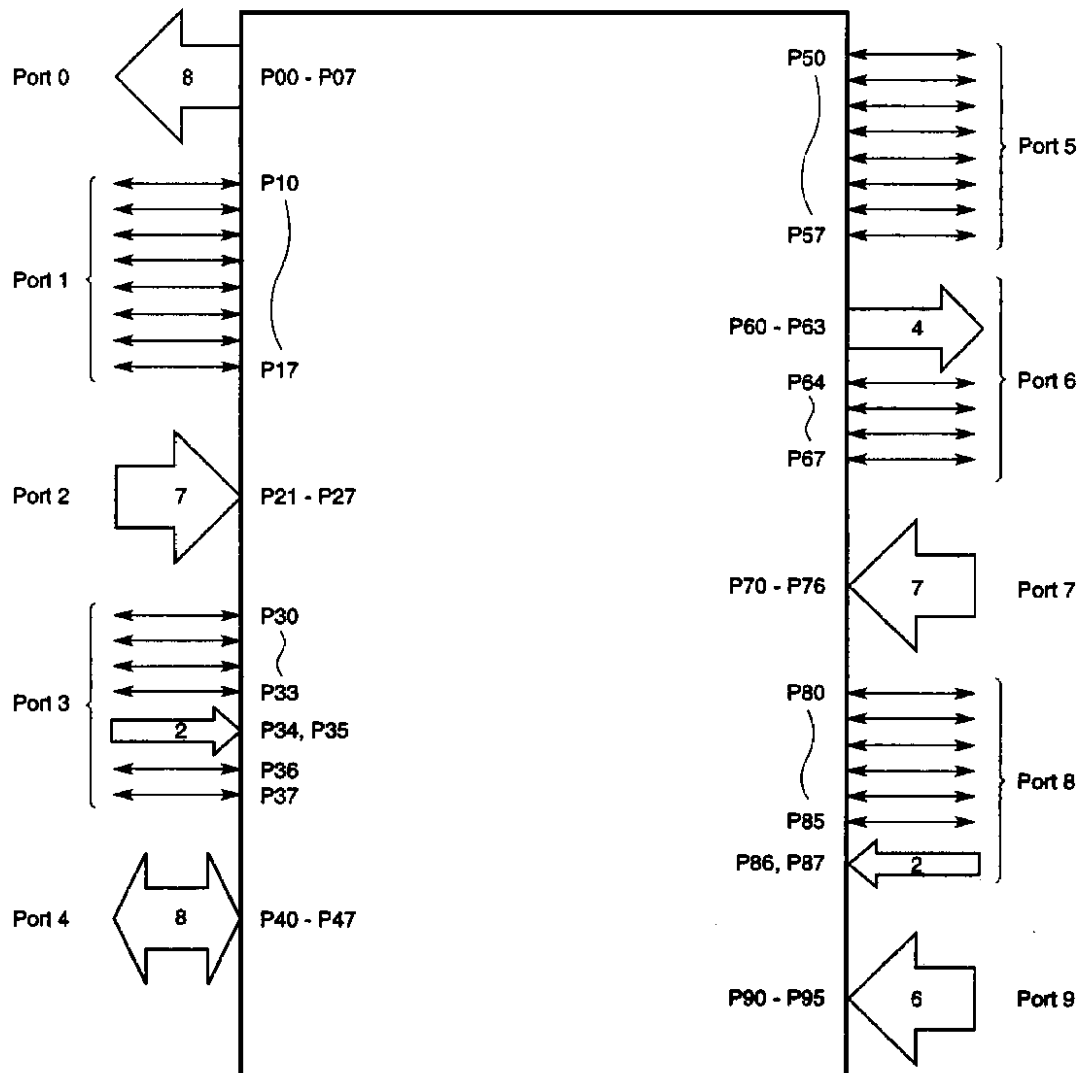 Port 0
8
P00 - P07
Port 1
P10
P17
Port 2
7
P21 - P27
Port 3
P30
P33
2
P34, P35
P36
P37
Port 4
8
P40 - P47
P50
P57
Port 5
P60 - P63
4
P64
P67
Port 6
P70 - P76
7
Port 7
P80
P85
P86, P87
2
Port 8
P90 - P95
6
Port 9